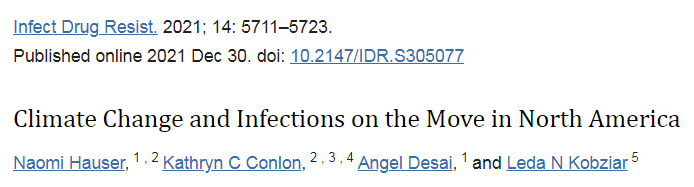 Infect Drug Resist. 2021; 14: 5711–5723.
Published online 2021 Dec 30. doi: 10.2147/IDR.S305077
Climate Change and Infections on the Move in North America
Naomi Hauser, 1 , 2 Kathryn C Conlon, 2 , 3 , 4 Angel Desai, 1 and Leda N Kobziar 5